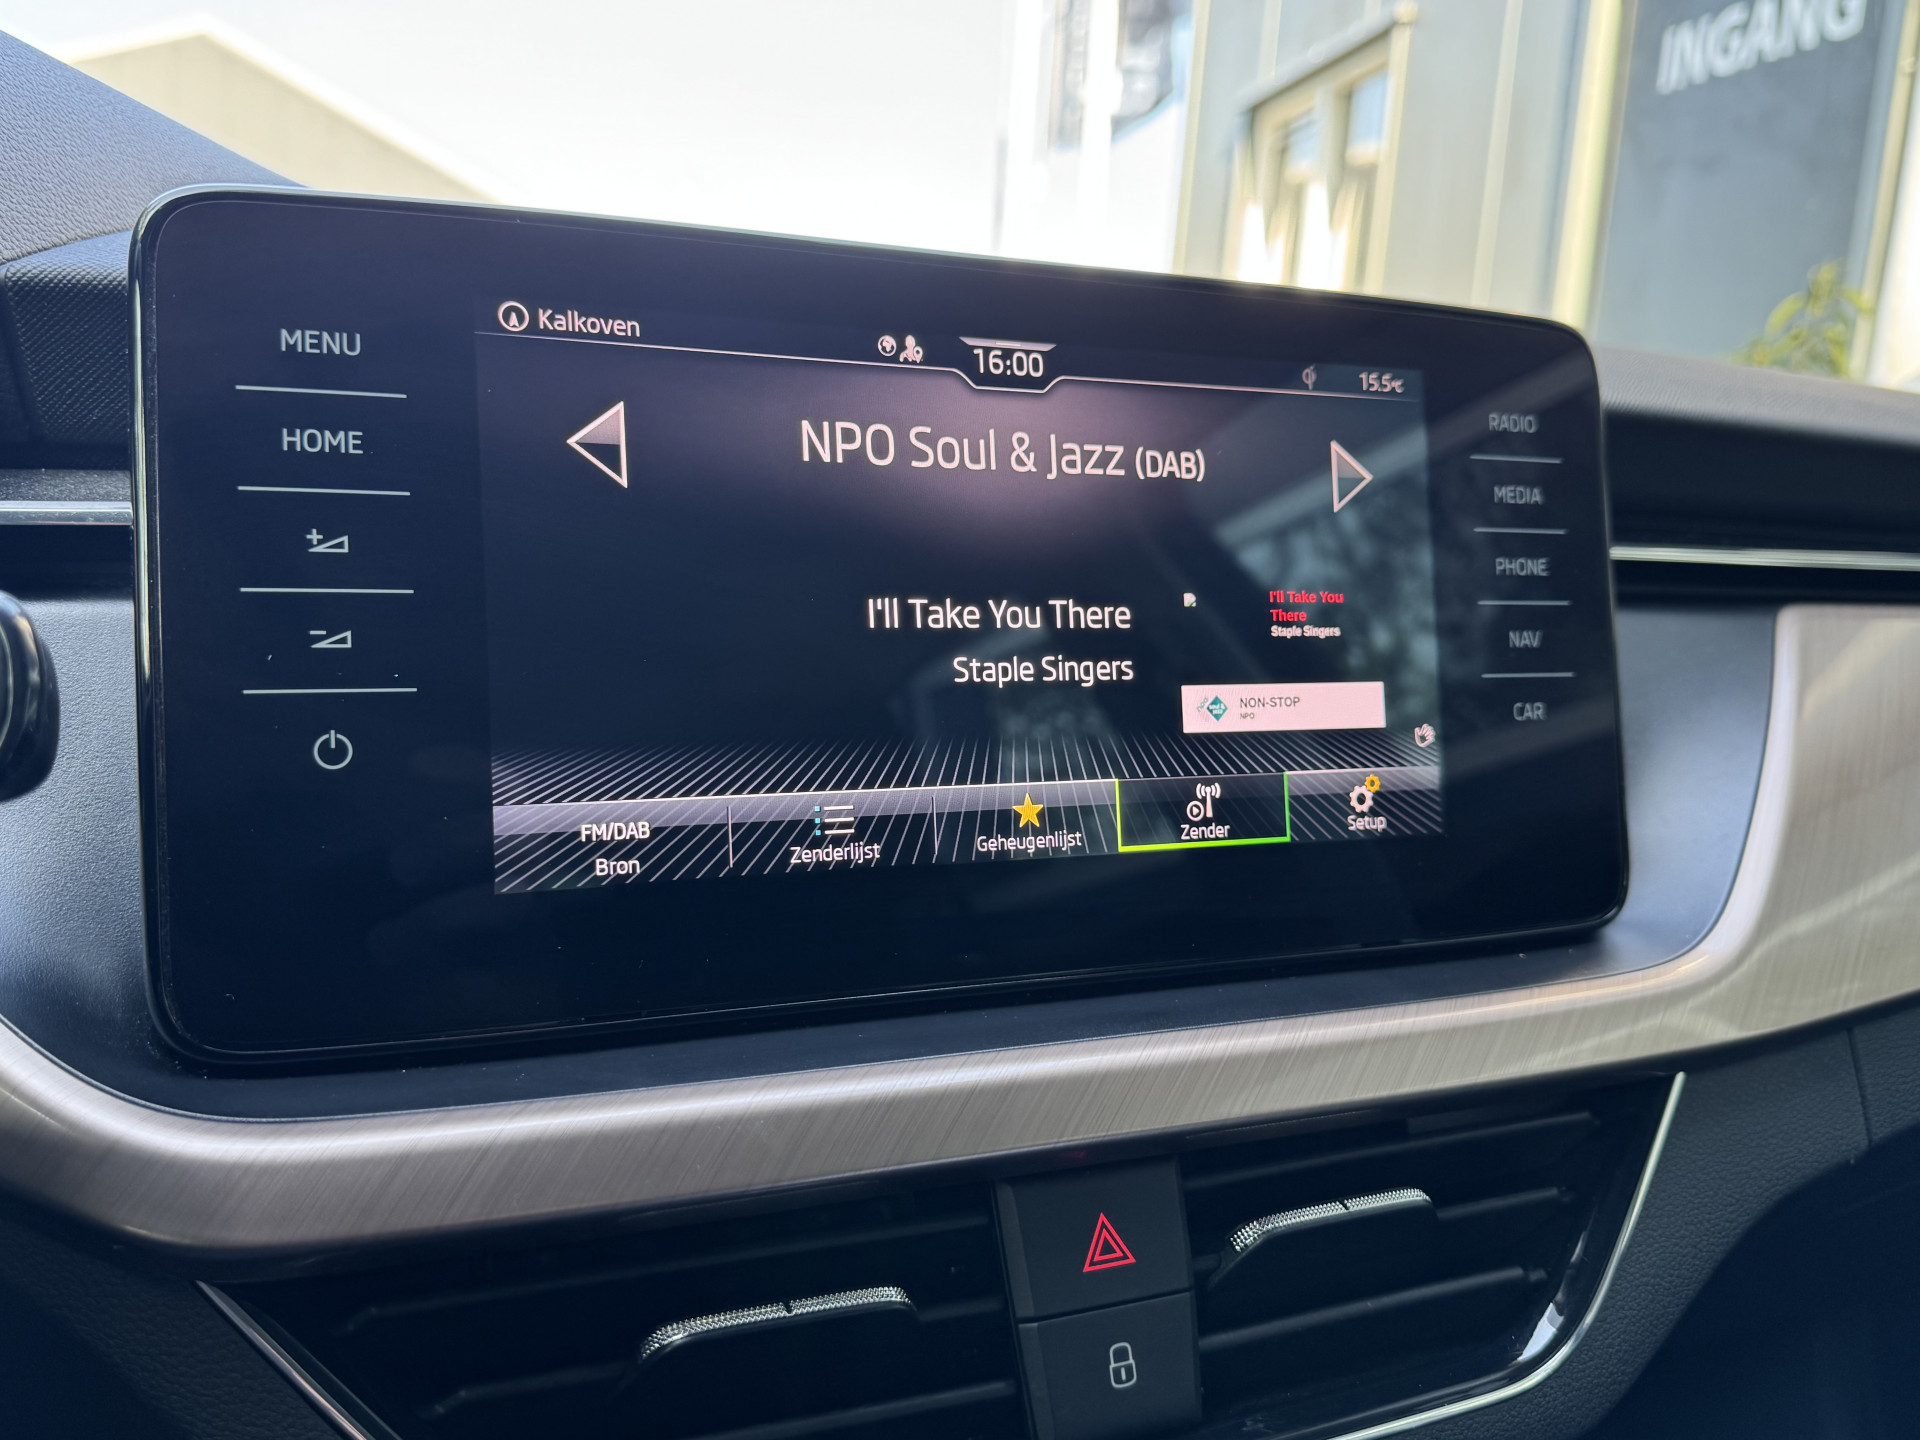 INGANG
MENU
HOME
RADIO
MEDIA
PHONE
NAV
CAR
Kalkoven
16:00
15.5°C
NPO Soul & Jazz (DAB)
I'll Take You There
Staple Singers
I'll Take You
There
Staple Singers
NON-STOP
NPO
FM/DAB
Bron
Zenderlijst
Geheugenlijst
Zender
Setup